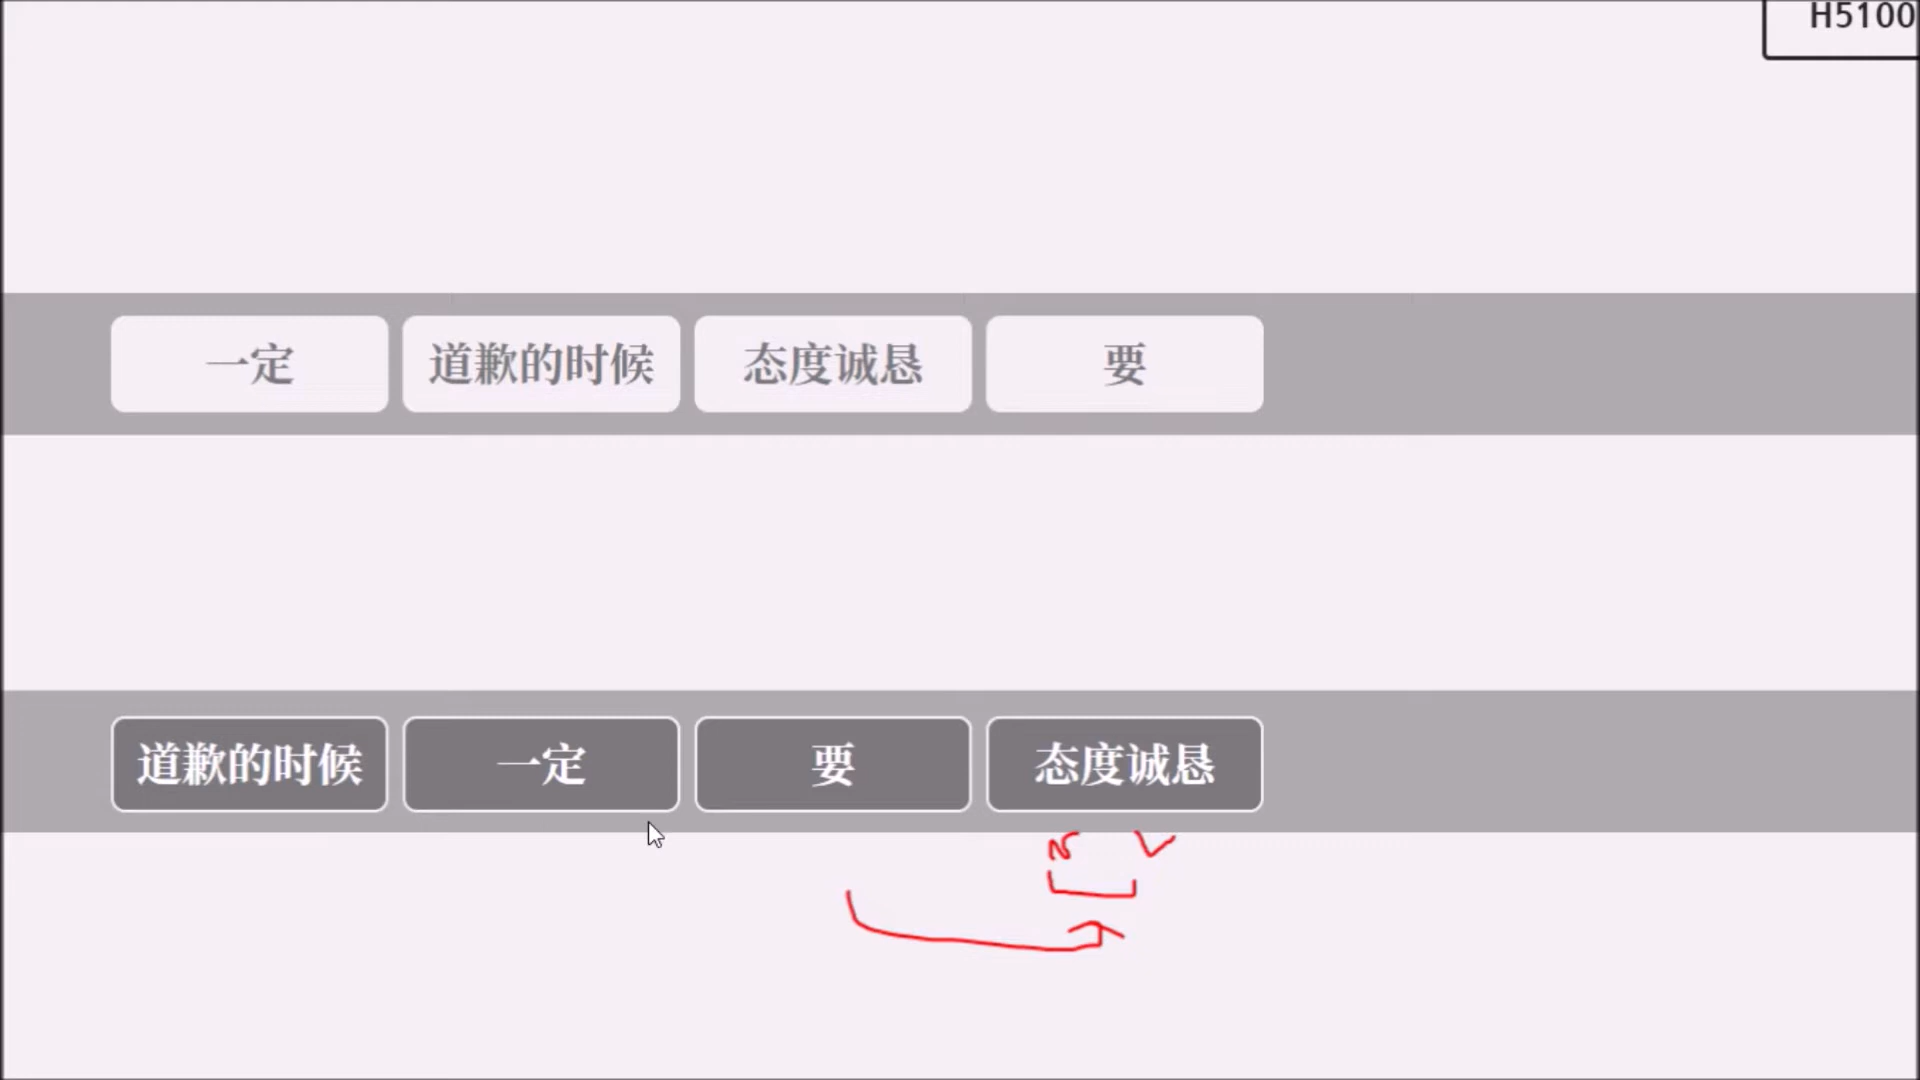 H5100
一定 道歉的时候 态度诚恳 要
道歉的时候 一定 要 态度诚恳